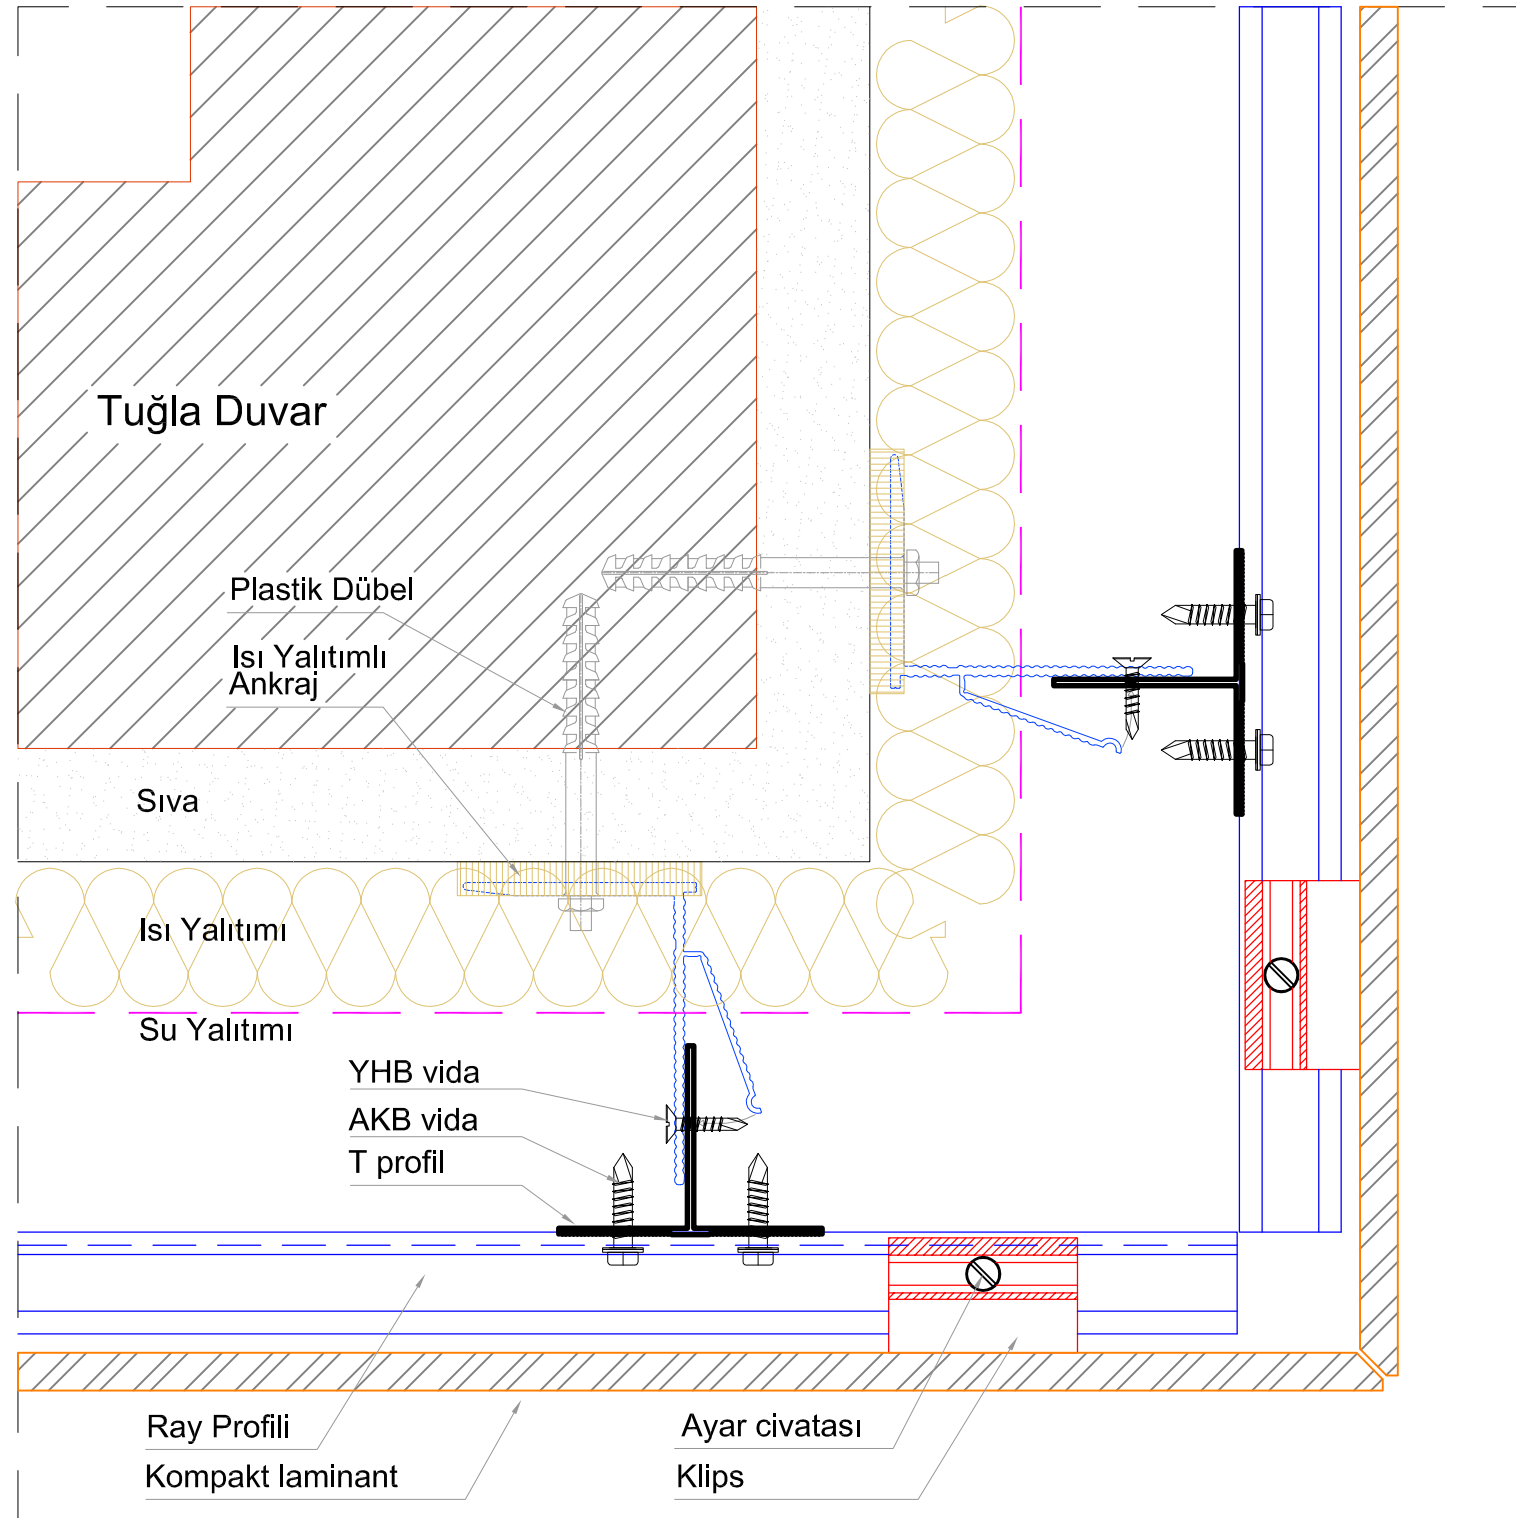 Tuğla Duvar
Plastik Dübel
Isı Yalıtımlı
Ankraj
Sıva
Isı Yalıtımı
Su Yalıtımı
YHB vida
AKB vida
T profil
Ray Profili
Kompakt laminant
Ayar civatası
Klips